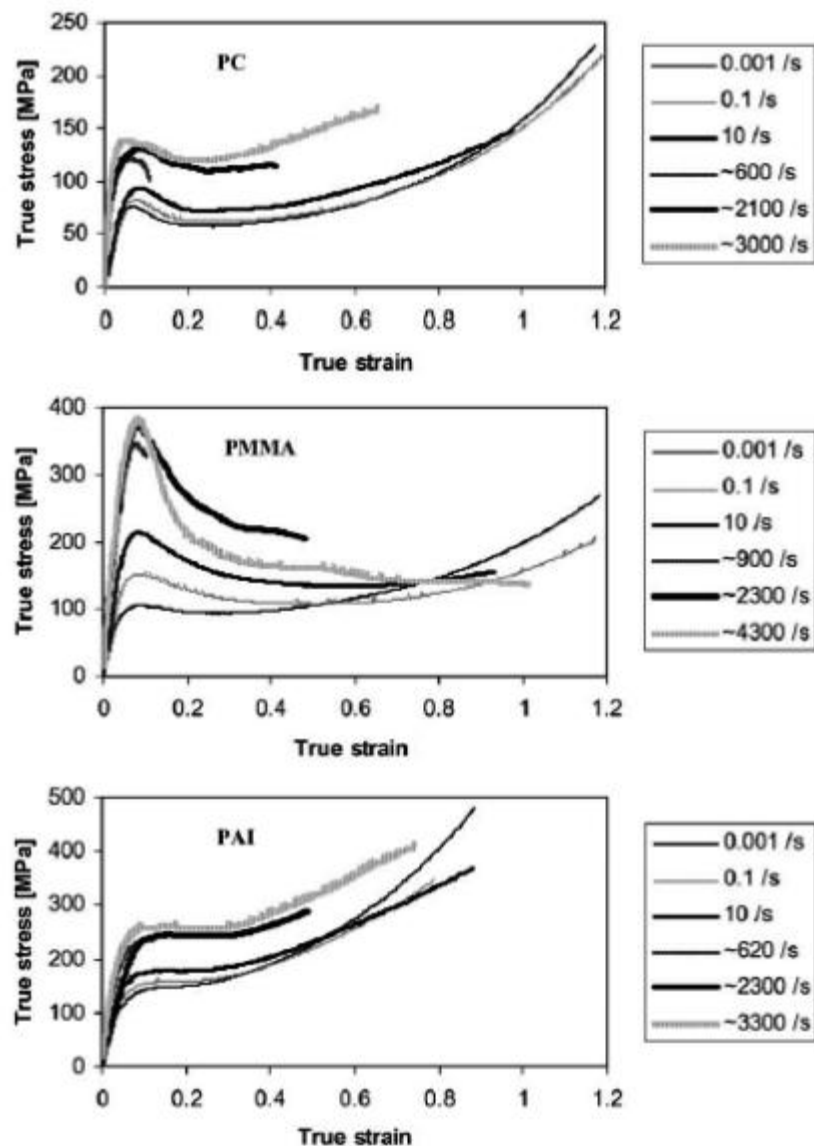 250
200
150
100
50
0
True stress [MPa]
PC
0 0.2 0.4 0.6 0.8 1 1.2
True strain
0.001 /s
0.1 /s
10 /s
~600 /s
~2100 /s
~3000 /s
400
300
200
100
0
True stress [MPa]
PMMA
0 0.2 0.4 0.6 0.8 1 1.2
True strain
0.001 /s
0.1 /s
10 /s
~900 /s
~2300 /s
~4300 /s
500
400
300
200
100
0
True stress [MPa]
PAI
0 0.2 0.4 0.6 0.8 1 1.2
True strain
0.001 /s
0.1 /s
10 /s
~620 /s
~2300 /s
~3300 /s